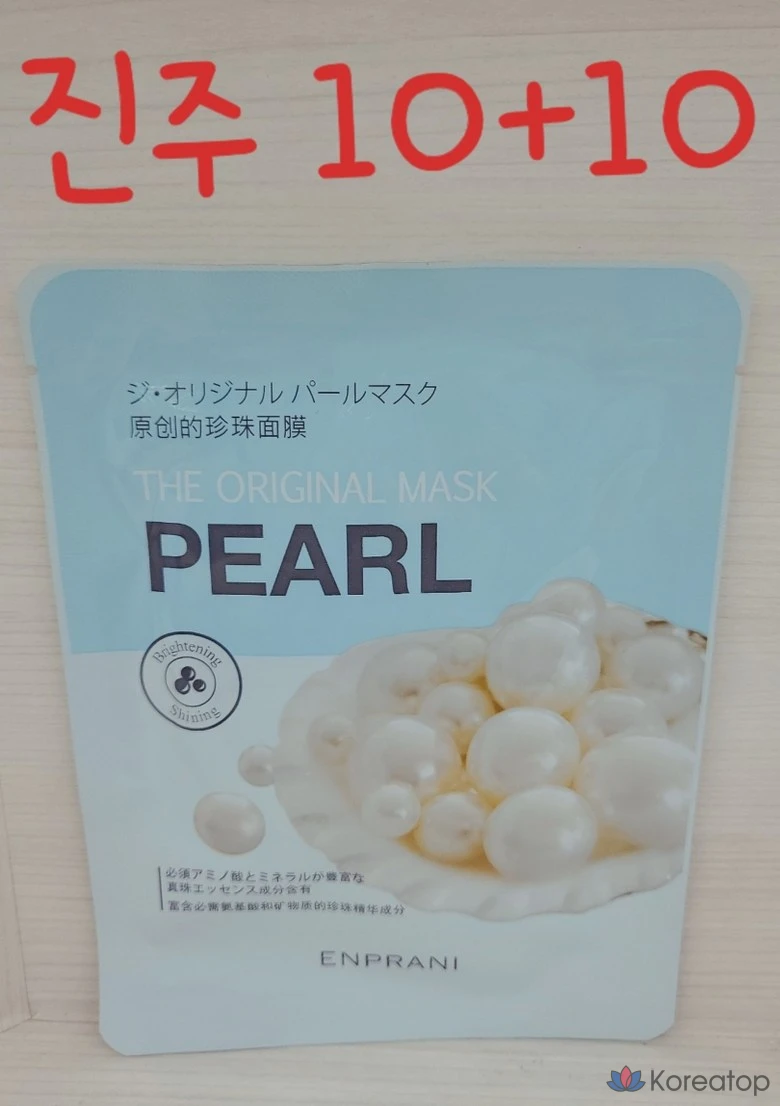 진주 10+10
ジ・オリジナル パールマスク
原创的珍珠面膜
THE ORIGINAL MASK
PEARL
Brightening
Shining
必須アミノ酸とミネラルが豊富な
真珠エッセンス成分含有
富含必需氨基酸和矿物质的珍珠精华成分
ENPRANI
Koreatop